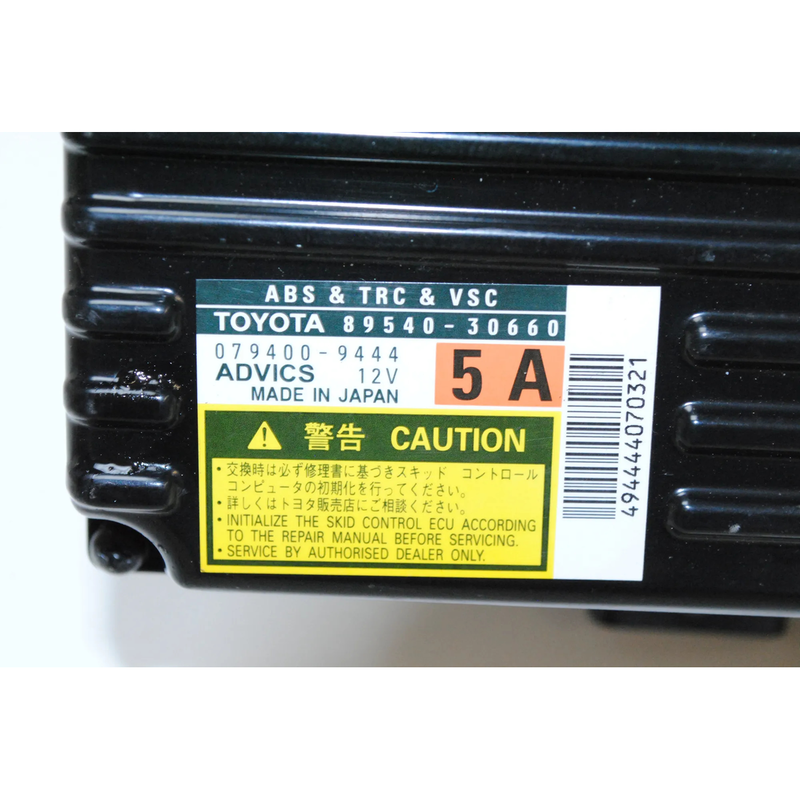 ABS & TRC & VSC
TOYOTA 89540-30660
079400-9444
ADVICS 12V
MADE IN JAPAN
5 A
警告 CAUTION
・交換時は必ず修理書に基づきスキッド コントロール
コンピュータの初期化を行ってください。
・詳しくはトヨタ販売店にご相談ください。
・INITIALIZE THE SKID CONTROL ECU ACCORDING
TO THE REPAIR MANUAL BEFORE SERVICING.
・SERVICE BY AUTHORISED DEALER ONLY.
494444070321